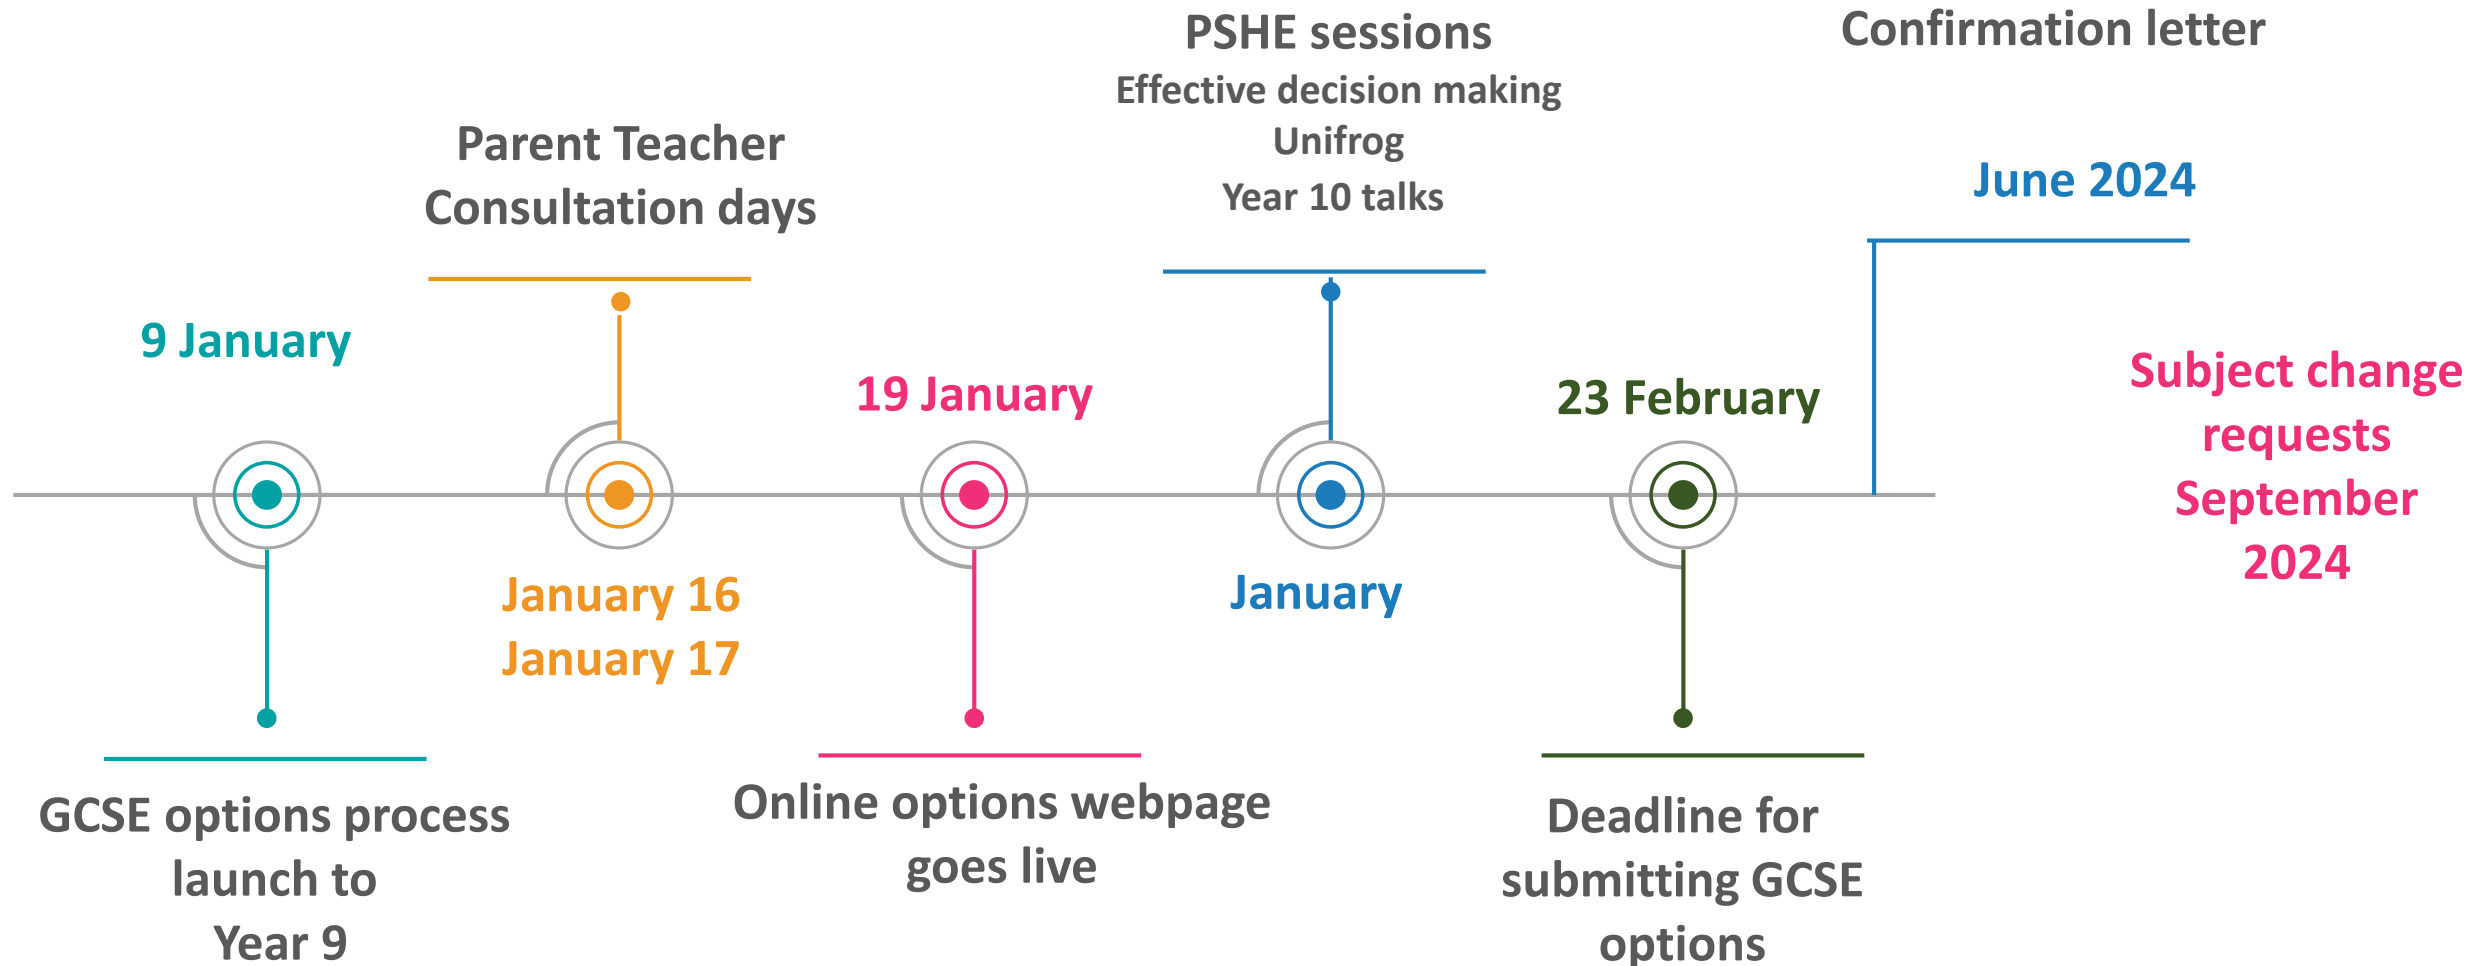 9 January
GCSE options process
launch to
Year 9
Parent Teacher
Consultation days
January 16
January 17
19 January
Online options webpage
goes live
PSHE sessions
Effective decision making
Unifrog
Year 10 talks
January
23 February
Deadline for
submitting GCSE
options
Confirmation letter
June 2024
Subject change
requests
September
2024